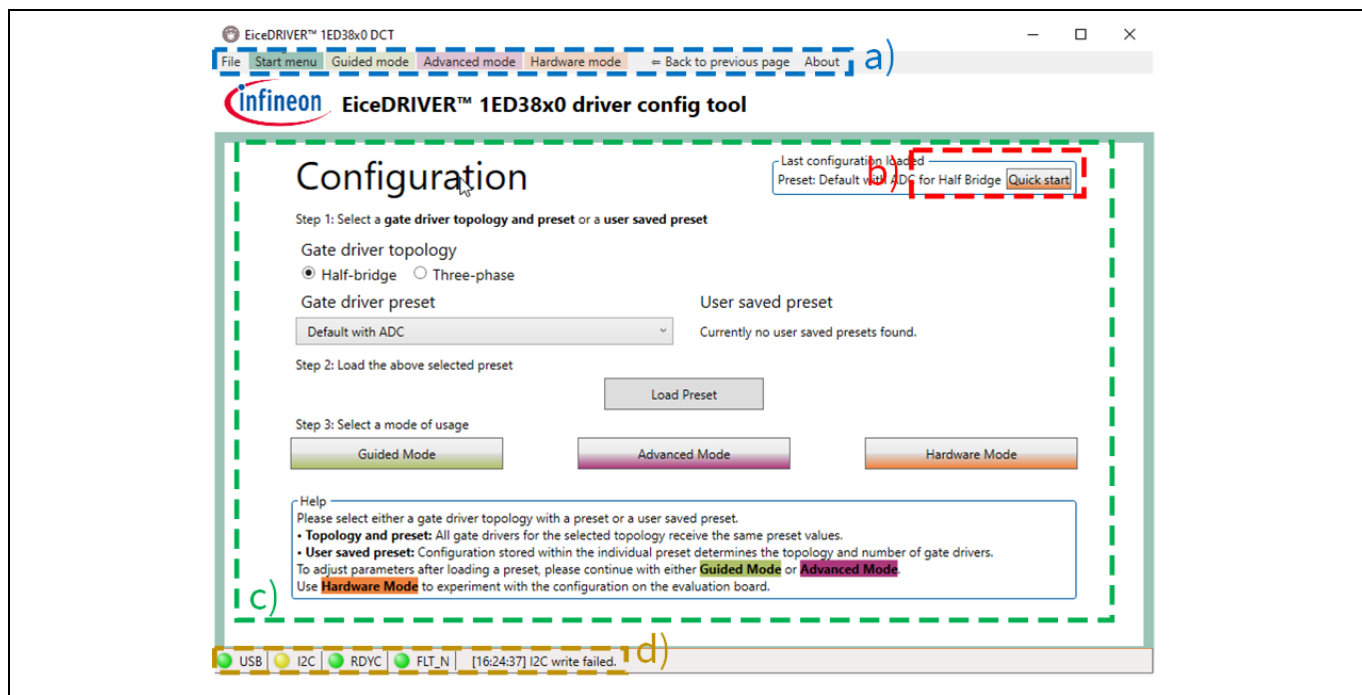 EiceDRIVER™ 1ED38x0 DCT
File Start menu Guided mode Advanced mode Hardware mode ⇐ Back to previous page About a)
infineon EiceDRIVER™ 1ED38x0 driver config tool
Configuration
Last configuration loaded
b)
Preset: Default with ADC for Half Bridge Quick start
Step 1: Select a gate driver topology and preset or a user saved preset
Gate driver topology
Half-bridge Three-phase
Gate driver preset User saved preset
Default with ADC Currently no user saved presets found.
Step 2: Load the above selected preset
Load Preset
Step 3: Select a mode of usage
Guided Mode Advanced Mode Hardware Mode
Help
Please select either a gate driver topology with a preset or a user saved preset.
• Topology and preset: All gate drivers for the selected topology receive the same preset values.
• User saved preset: Configuration stored within the individual preset determines the topology and number of gate drivers.
To adjust parameters after loading a preset, please continue with either Guided Mode or Advanced Mode.
Use Hardware Mode to experiment with the configuration on the evaluation board.
c)
USB I2C RDYC FLT_N [16:24:37] I2C write failed. d)